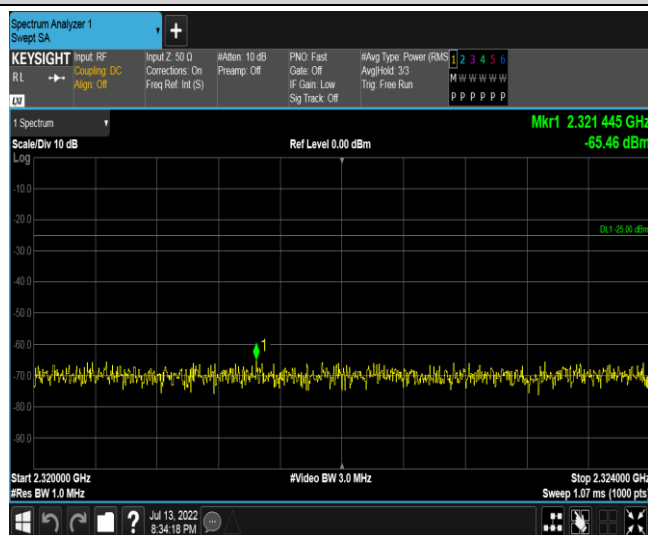 Spectrum Analyzer 1
Swept SA
+
KEYSIGHT
RL
LXI
Input: RF
Coupling: DC
Align: Off
Input Z: 50 Ω
Corrections: On
Freq Ref: Int (S)
#Atten: 10 dB
Preamp: Off
PNO: Fast
Gate: Off
IF Gain: Low
Sig Track: Off
#Avg Type: Power (RMS
Avg|Hold: 3/3
Trig: Free Run
1 2 3 4 5 6
M W W W W W
P P P P P P
1 Spectrum
Mkr1 2.321 445 GHz
Scale/Div 10 dB
Ref Level 0.00 dBm
-65.46 dBm
Log
-10.0
-20.0
DL1 -25.00 dBm
-30.0
-40.0
-50.0
-60.0
1
-70.0
-80.0
-90.0
Start 2.320000 GHz
#Video BW 3.0 MHz
Stop 2.324000 GHz
#Res BW 1.0 MHz
Sweep 1.07 ms (1000 pts)
?
Jul 13, 2022
8:34:18 PM